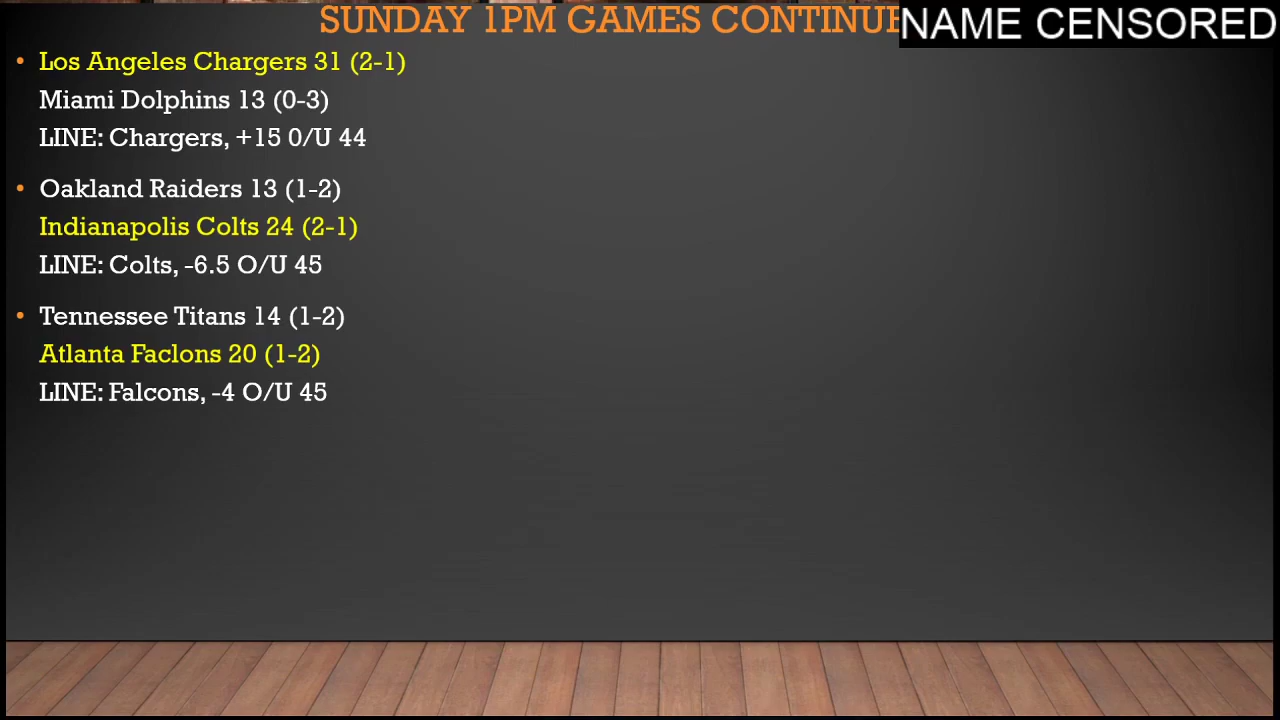 SUNDAY 1PM GAMES CONTINUE
NAME CENSORED
• Los Angeles Chargers 31 (2-1)
Miami Dolphins 13 (0-3)
LINE: Chargers, +15 0/U 44
• Oakland Raiders 13 (1-2)
Indianapolis Colts 24 (2-1)
LINE: Colts, -6.5 O/U 45
• Tennessee Titans 14 (1-2)
Atlanta Faclons 20 (1-2)
LINE: Falcons, -4 O/U 45